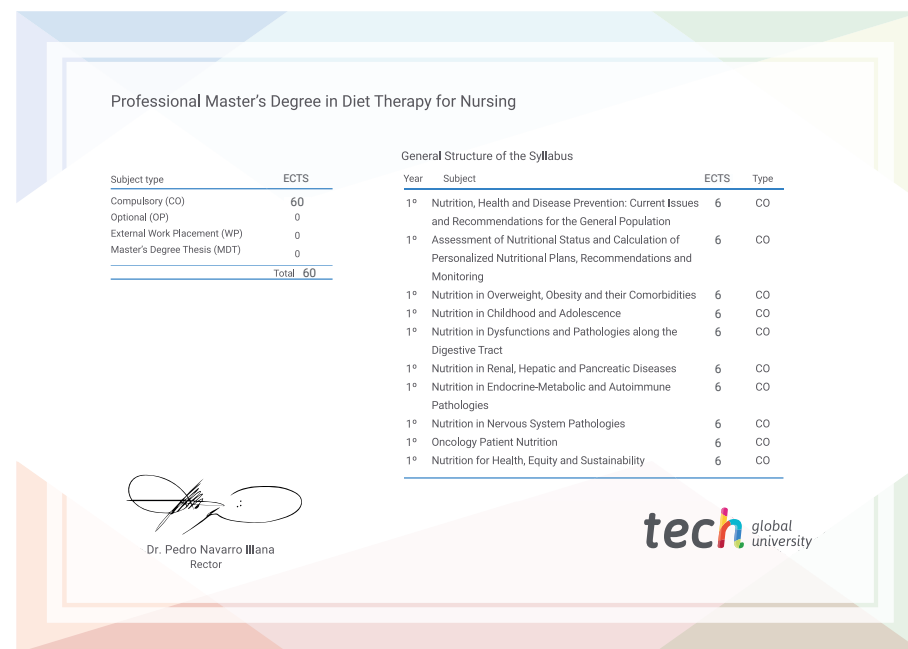 Professional Master's Degree in Diet Therapy for Nursing
Subject type ECTS
Compulsory (CO) 60
Optional (OP) 0
External Work Placement (WP) 0
Master's Degree Thesis (MDT) 0
Total 60
General Structure of the Syllabus
Year Subject ECTS Type
1º Nutrition, Health and Disease Prevention: Current Issues 6 CO
and Recommendations for the General Population
1º Assessment of Nutritional Status and Calculation of 6 CO
Personalized Nutritional Plans, Recommendations and
Monitoring
1º Nutrition in Overweight, Obesity and their Comorbidities 6 CO
1º Nutrition in Childhood and Adolescence 6 CO
1º Nutrition in Dysfunctions and Pathologies along the 6 CO
Digestive Tract
1º Nutrition in Renal, Hepatic and Pancreatic Diseases 6 CO
1º Nutrition in Endocrine-Metabolic and Autoimmune 6 CO
Pathologies
1º Nutrition in Nervous System Pathologies 6 CO
1º Oncology Patient Nutrition 6 CO
1º Nutrition for Health, Equity and Sustainability 6 CO
Dr. Pedro Navarro Illana
Rector
tech global
university